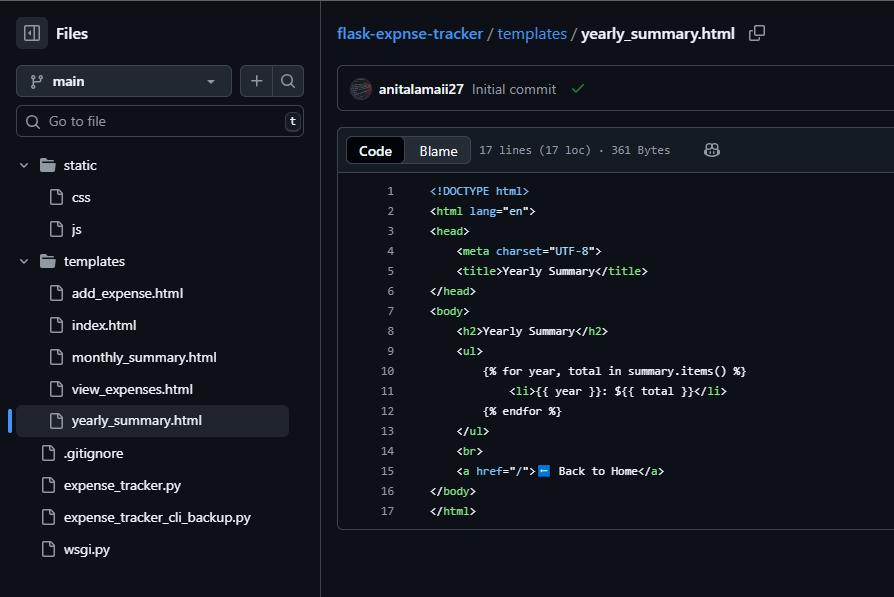 Files
main
Go to file
t
static
css
js
templates
add_expense.html
index.html
monthly_summary.html
view_expenses.html
yearly_summary.html
.gitignore
expense_tracker.py
expense_tracker_cli_backup.py
wsgi.py
flask-expnse-tracker / templates / yearly_summary.html
anitalamaii27 Initial commit
Code Blame 17 lines (17 loc) · 361 Bytes
1 <!DOCTYPE html>
2 <html lang="en">
3 <head>
4 <meta charset="UTF-8">
5 <title>Yearly Summary</title>
6 </head>
7 <body>
8 <h2>Yearly Summary</h2>
9 <ul>
10 {% for year, total in summary.items() %}
11 <li>{{ year }}: ${{ total }}</li>
12 {% endfor %}
13 </ul>
14 <br>
15 <a href="/">⬅️ Back to Home</a>
16 </body>
17 </html>